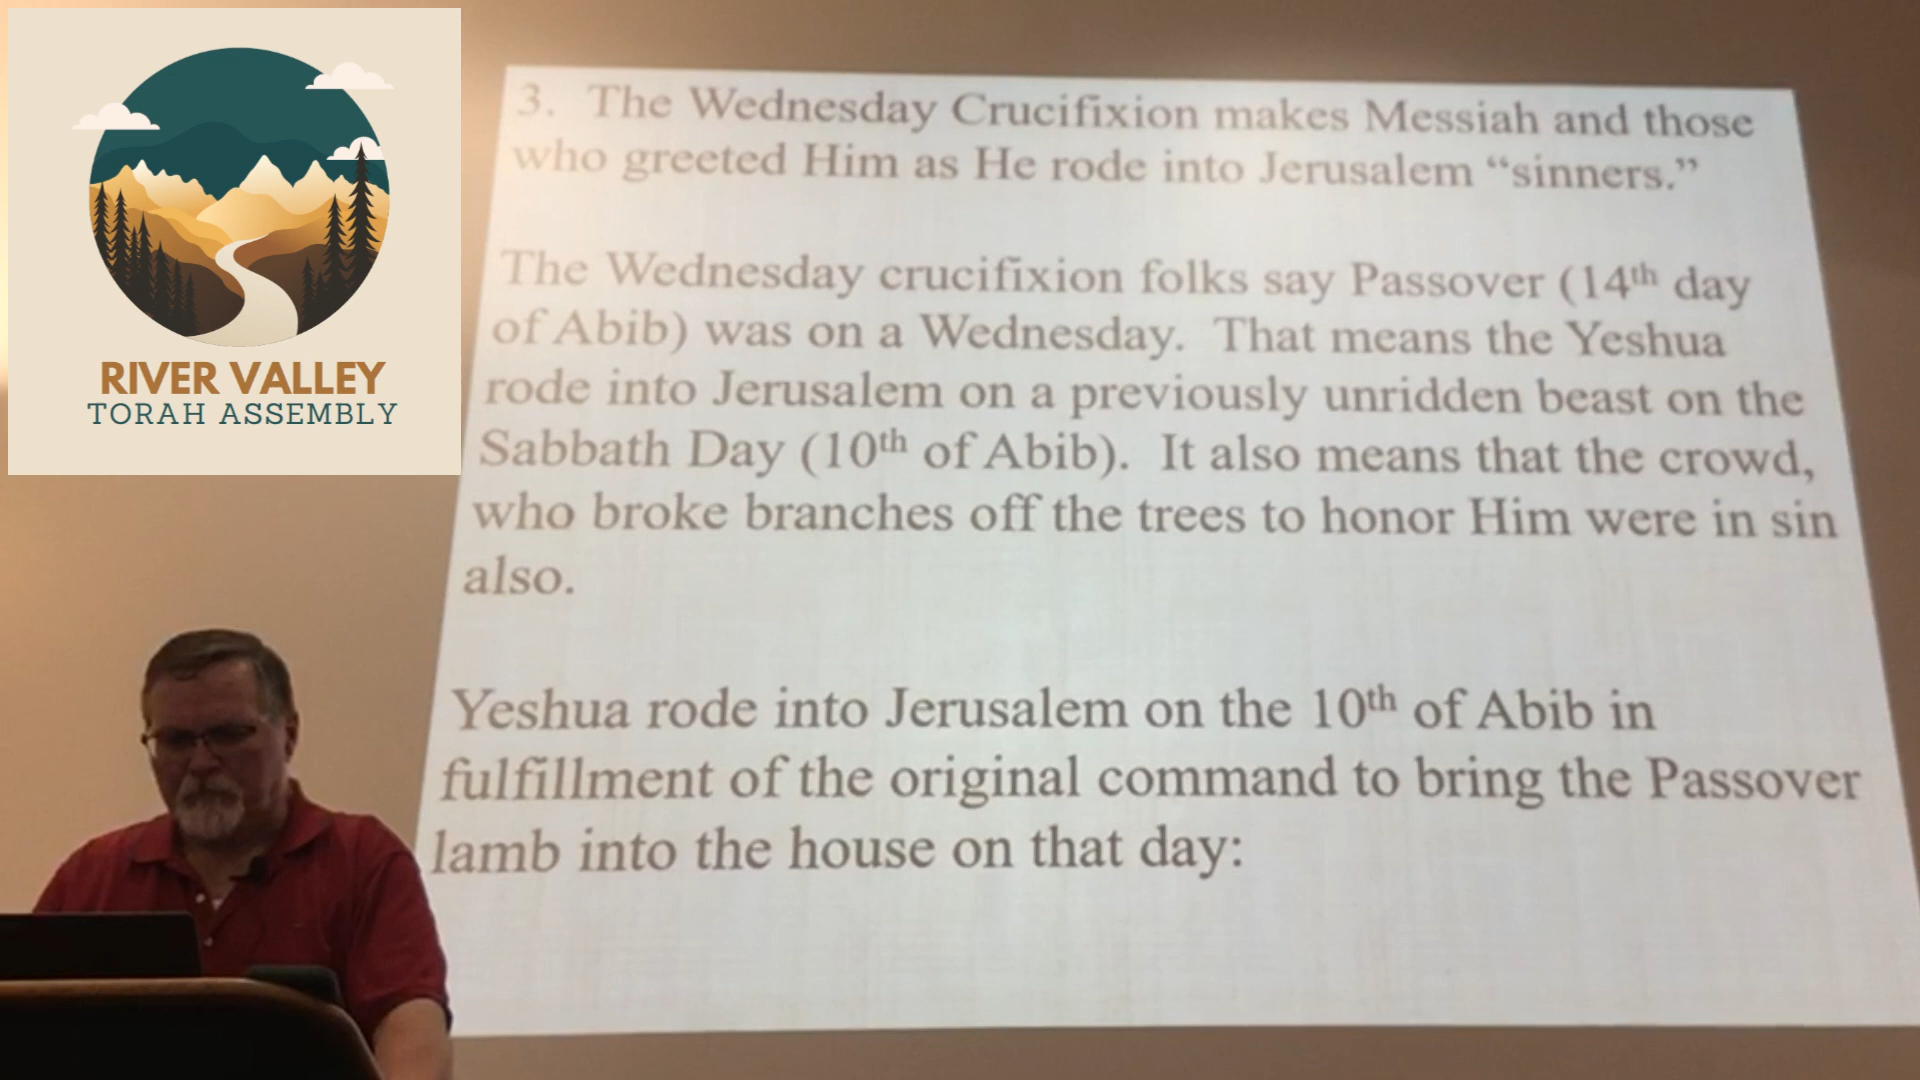 RIVER VALLEY
TORAH ASSEMBLY
3. The Wednesday Crucifixion makes Messiah and those
who greeted Him as He rode into Jerusalem “sinners.”
The Wednesday crucifixion folks say Passover (14th day
of Abib) was on a Wednesday. That means the Yeshua
rode into Jerusalem on a previously unridden beast on the
Sabbath Day (10th of Abib). It also means that the crowd,
who broke branches off the trees to honor Him were in sin
also.
Yeshua rode into Jerusalem on the 10th of Abib in
fulfillment of the original command to bring the Passover
lamb into the house on that day: